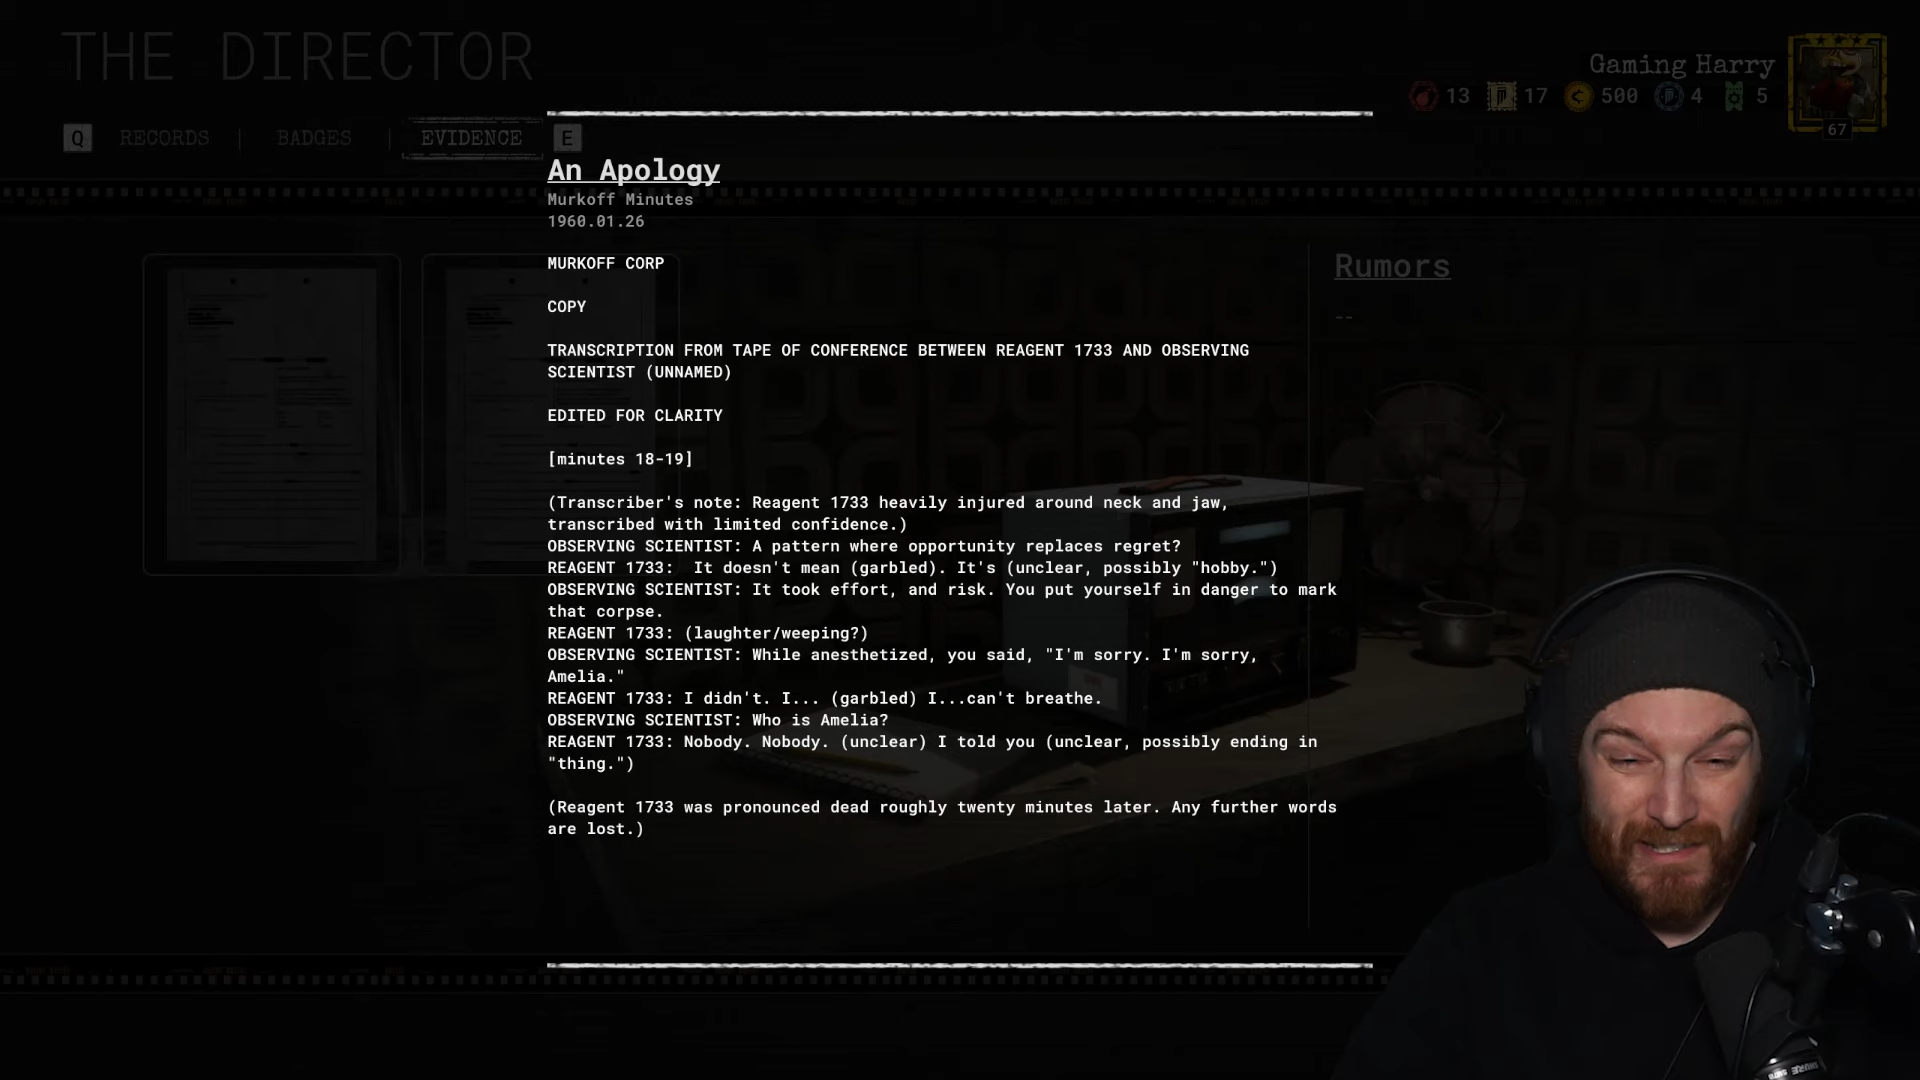 THE DIRECTOR
Gaming Harry
13 17 500 4 5
67
Q RECORDS | BADGES | EVIDENCE E
An Apology
Murkoff Minutes
1960.01.26
MURKOFF CORP
COPY
TRANSCRIPTION FROM TAPE OF CONFERENCE BETWEEN REAGENT 1733 AND OBSERVING
SCIENTIST (UNNAMED)
EDITED FOR CLARITY
[minutes 18-19]
(Transcriber's note: Reagent 1733 heavily injured around neck and jaw,
transcribed with limited confidence.)
OBSERVING SCIENTIST: A pattern where opportunity replaces regret?
REAGENT 1733:  It doesn't mean (garbled). It's (unclear, possibly "hobby.")
OBSERVING SCIENTIST: It took effort, and risk. You put yourself in danger to mark
that corpse.
REAGENT 1733: (laughter/weeping?)
OBSERVING SCIENTIST: While anesthetized, you said, "I'm sorry. I'm sorry,
Amelia."
REAGENT 1733: I didn't. I... (garbled) I...can't breathe.
OBSERVING SCIENTIST: Who is Amelia?
REAGENT 1733: Nobody. Nobody. (unclear) I told you (unclear, possibly ending in
"thing.")
(Reagent 1733 was pronounced dead roughly twenty minutes later. Any further words
are lost.)
Rumors
--